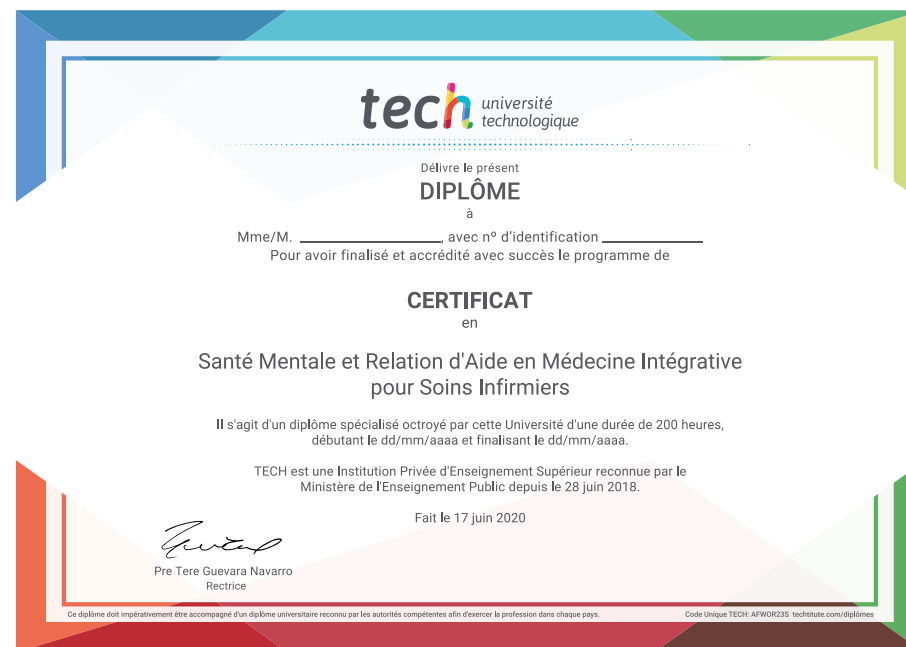 tech université
technologique
Délivre le présent
DIPLÔME
à
Mme/M. ____________________, avec nº d'identification ______________
Pour avoir finalisé et accrédité avec succès le programme de
CERTIFICAT
en
Santé Mentale et Relation d'Aide en Médecine Intégrative
pour Soins Infirmiers
Il s'agit d'un diplôme spécialisé octroyé par cette Université d'une durée de 200 heures,
débutant le dd/mm/aaaa et finalisant le dd/mm/aaaa.
TECH est une Institution Privée d'Enseignement Supérieur reconnue par le
Ministère de l'Enseignement Public depuis le 28 juin 2018.
Fait le 17 juin 2020
Pre Tere Guevara Navarro
Rectrice
Ce diplôme doit impérativement être accompagné d'un diplôme universitaire reconnu par les autorités compétentes afin d'exercer la profession dans chaque pays.
Code Unique TECH: AFWOR23S techtitute.com/diplômes